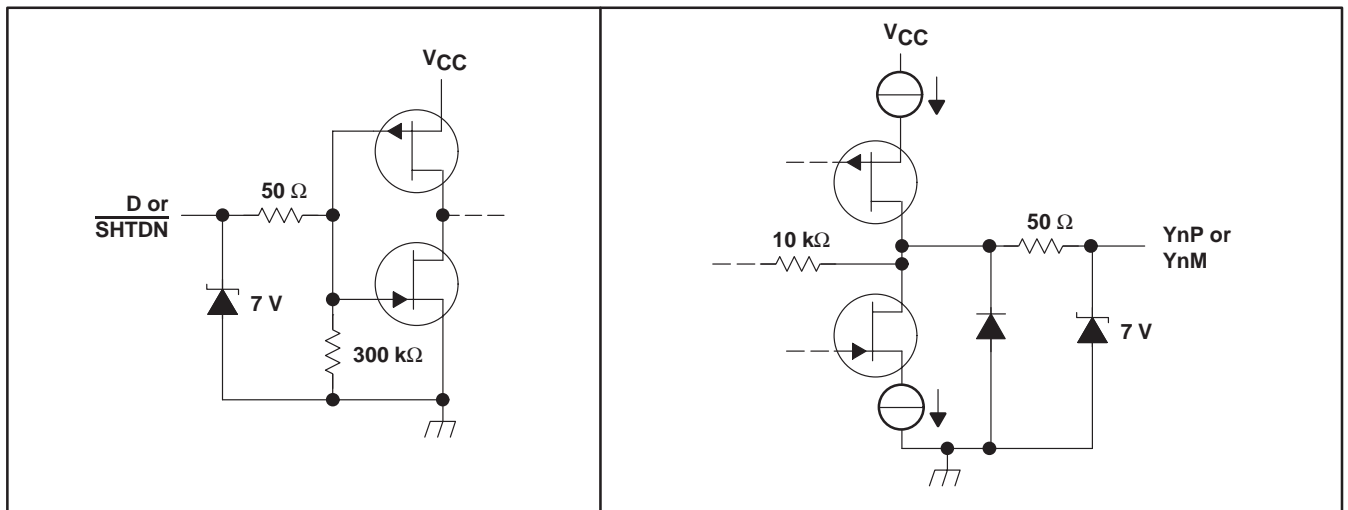 VCC
50 Ω
D or
SHTDN
7 V
300 kΩ
VCC
10 kΩ
50 Ω
YnP or
YnM
7 V